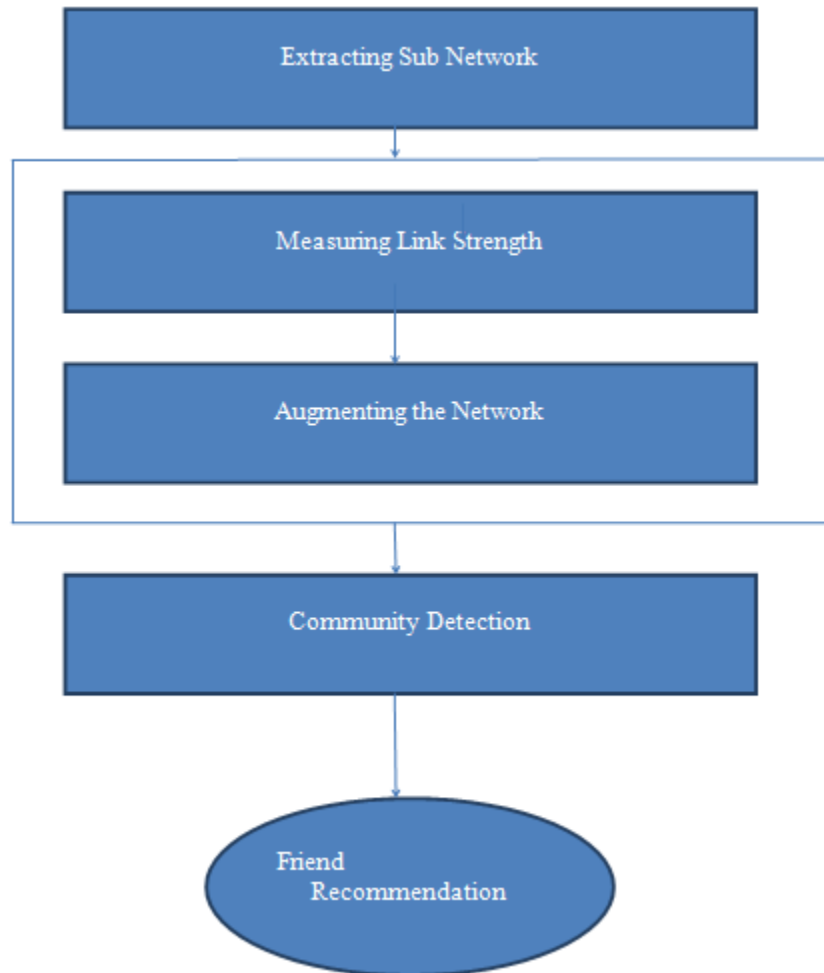 Extracting Sub Network
Measuring Link Strength
Augmenting the Network
Community Detection
Friend
Recommendation